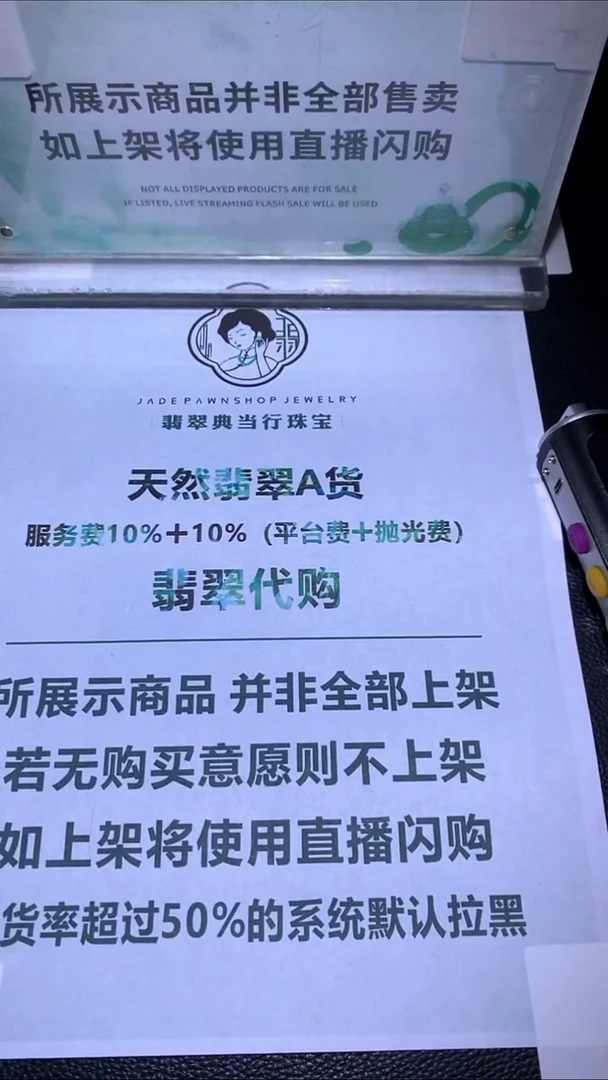 所展示商品并非全部售卖
如上架将使用直播闪购
NOT ALL DISPLAYED PRODUCTS ARE FOR SALE
IF LISTED, LIVE STREAMING FLASH SALE WILL BE USED
JADE PAWNSHOP JEWELRY
翡翠典当行珠宝
天然翡翠A货
服务费10%+10%（平台费+抛光费）
翡翠代购
所展示商品 并非全部上架
若无购买意愿则不上架
如上架将使用直播闪购
货率超过50%的系统默认拉黑